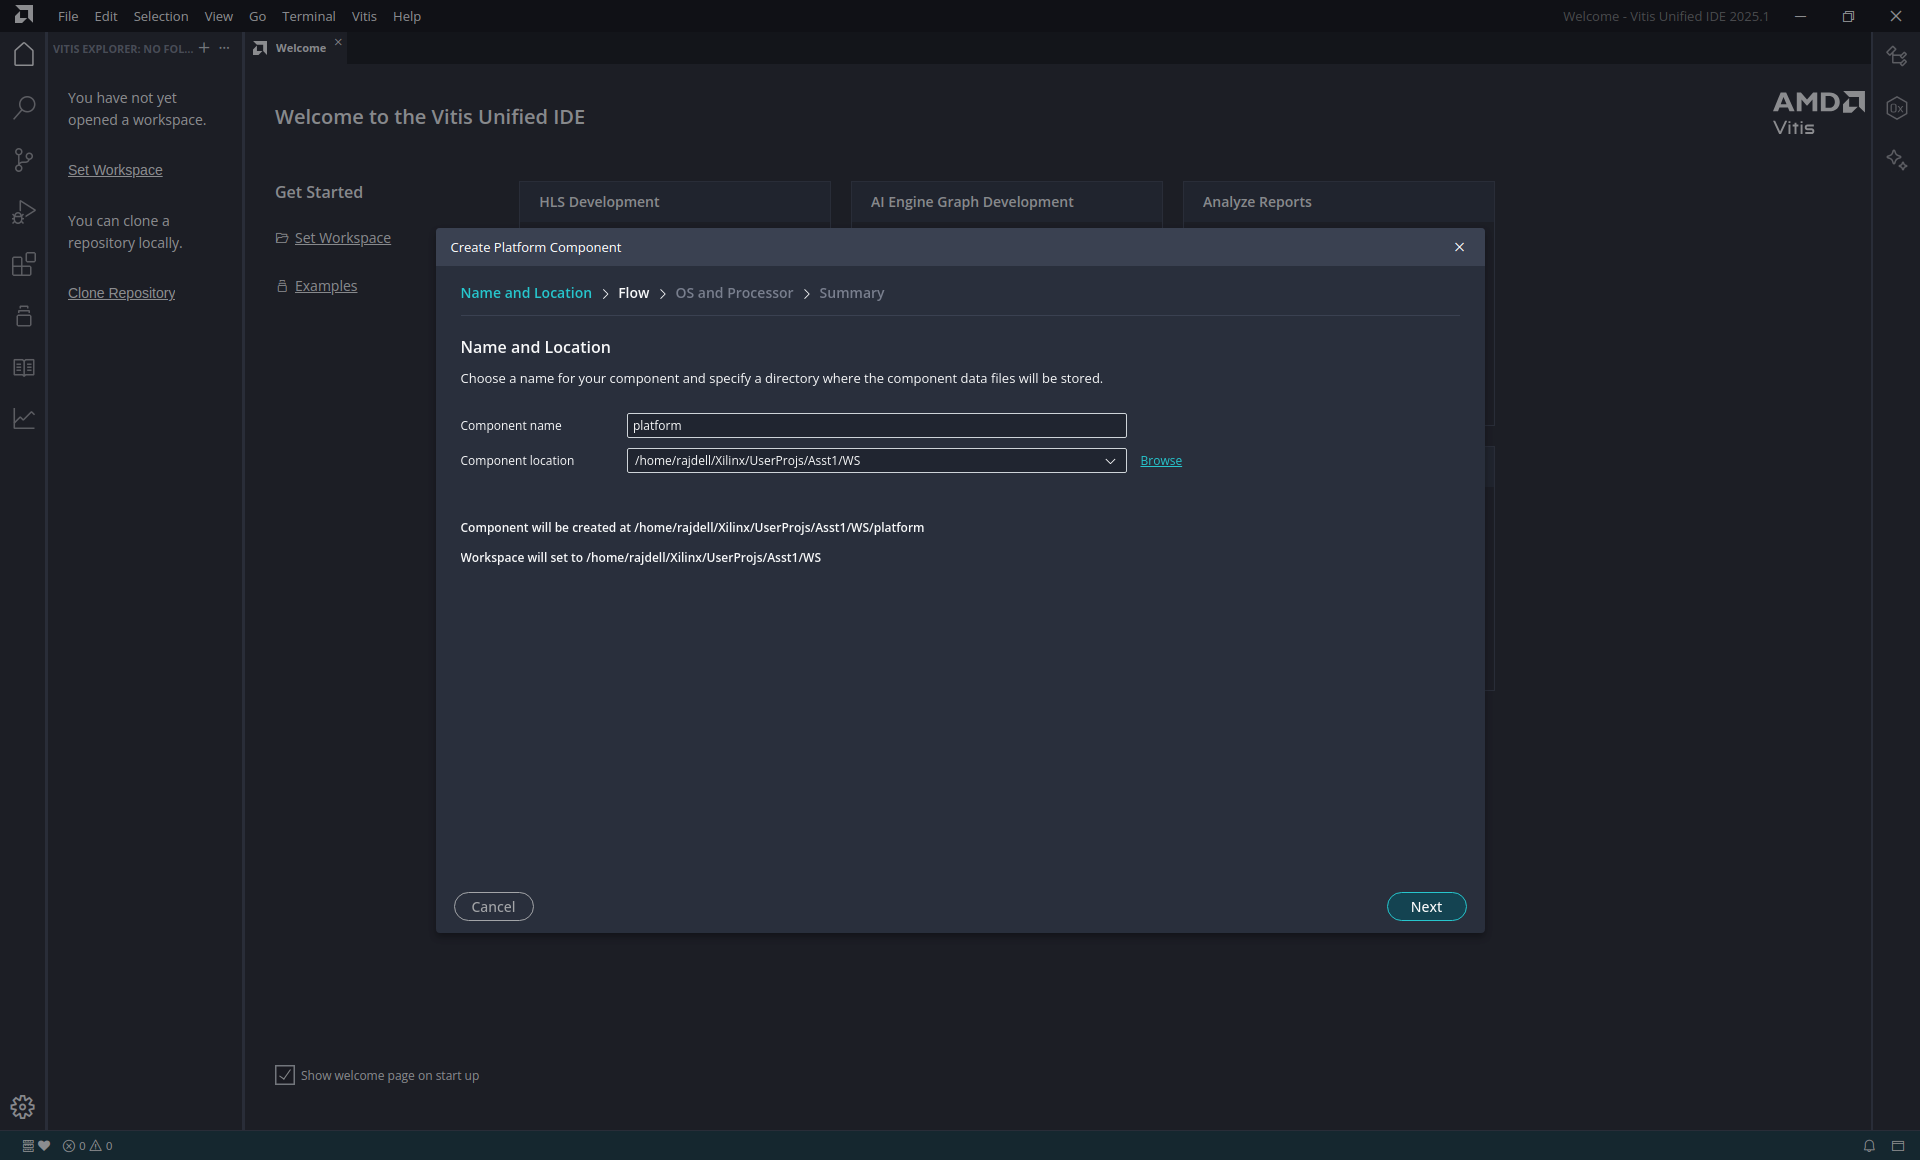 File Edit Selection View Go Terminal Vitis Help
Welcome - Vitis Unified IDE 2025.1
VITIS EXPLORER: NO FOL...
Welcome
You have not yet
opened a workspace.
Set Workspace
You can clone a
repository locally.
Clone Repository
Welcome to the Vitis Unified IDE
AMD
Vitis
Get Started
Set Workspace
Examples
HLS Development
AI Engine Graph Development
Analyze Reports
0x
Create Platform Component
Name and Location > Flow > OS and Processor > Summary
Name and Location
Choose a name for your component and specify a directory where the component data files will be stored.
Component name platform
Component location /home/rajdell/Xilinx/UserProjs/Asst1/WS Browse
Component will be created at /home/rajdell/Xilinx/UserProjs/Asst1/WS/platform
Workspace will set to /home/rajdell/Xilinx/UserProjs/Asst1/WS
Cancel
Next
Show welcome page on start up
0 0